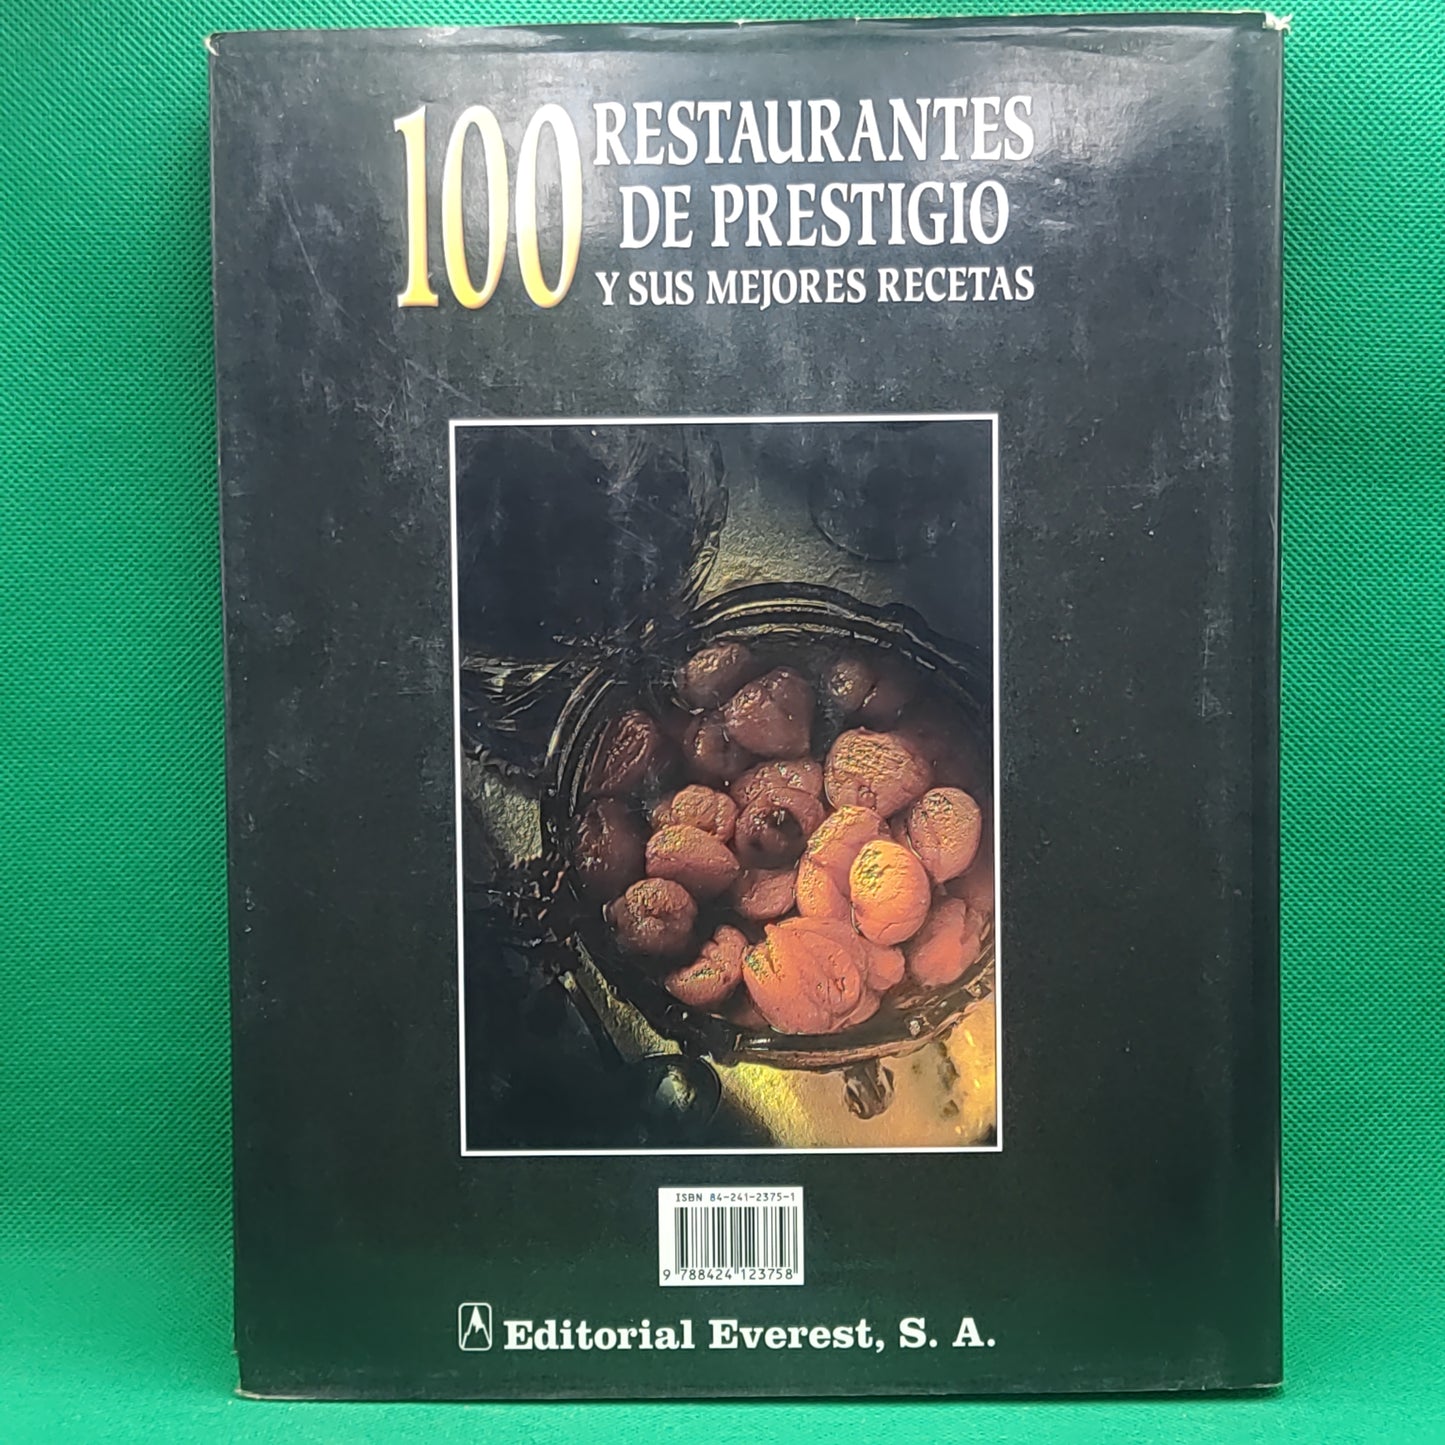 100 RESTAURANTES
DE PRESTIGIO
Y SUS MEJORES RECETAS
ISBN 84-241-2375-1
9 788424 123758
Editorial Everest, S. A.